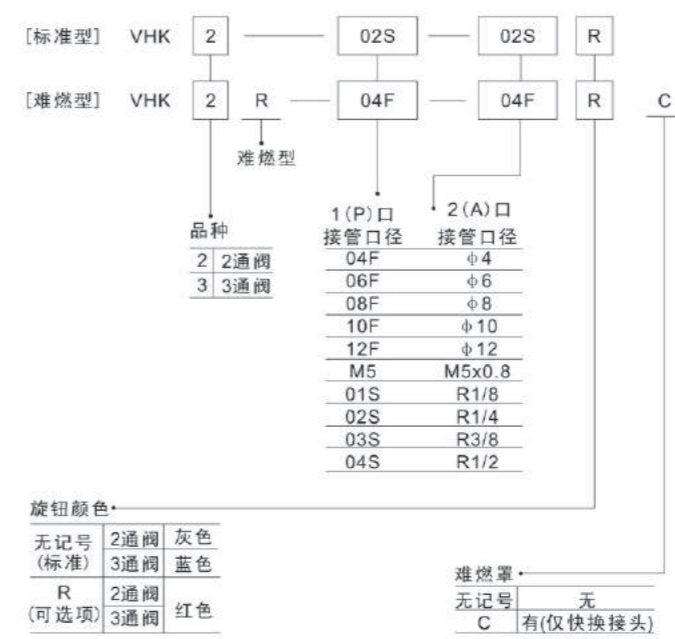 [标准型] VHK 2 02S 02S R
[难燃型] VHK 2 R 04F 04F R C
难燃型
1(P)口 2(A)口
接管口径 接管口径
品种
2 2通阀
3 3通阀
04F φ4
06F φ6
08F φ8
10F φ10
12F φ12
M5 M5x0.8
01S R1/8
02S R1/4
03S R3/8
04S R1/2
旋钮颜色
无记号 2通阀 灰色
(标准) 3通阀 蓝色
R 2通阀
(可选项) 3通阀 红色
难燃罩
无记号 无
C 有(仅快换接头)